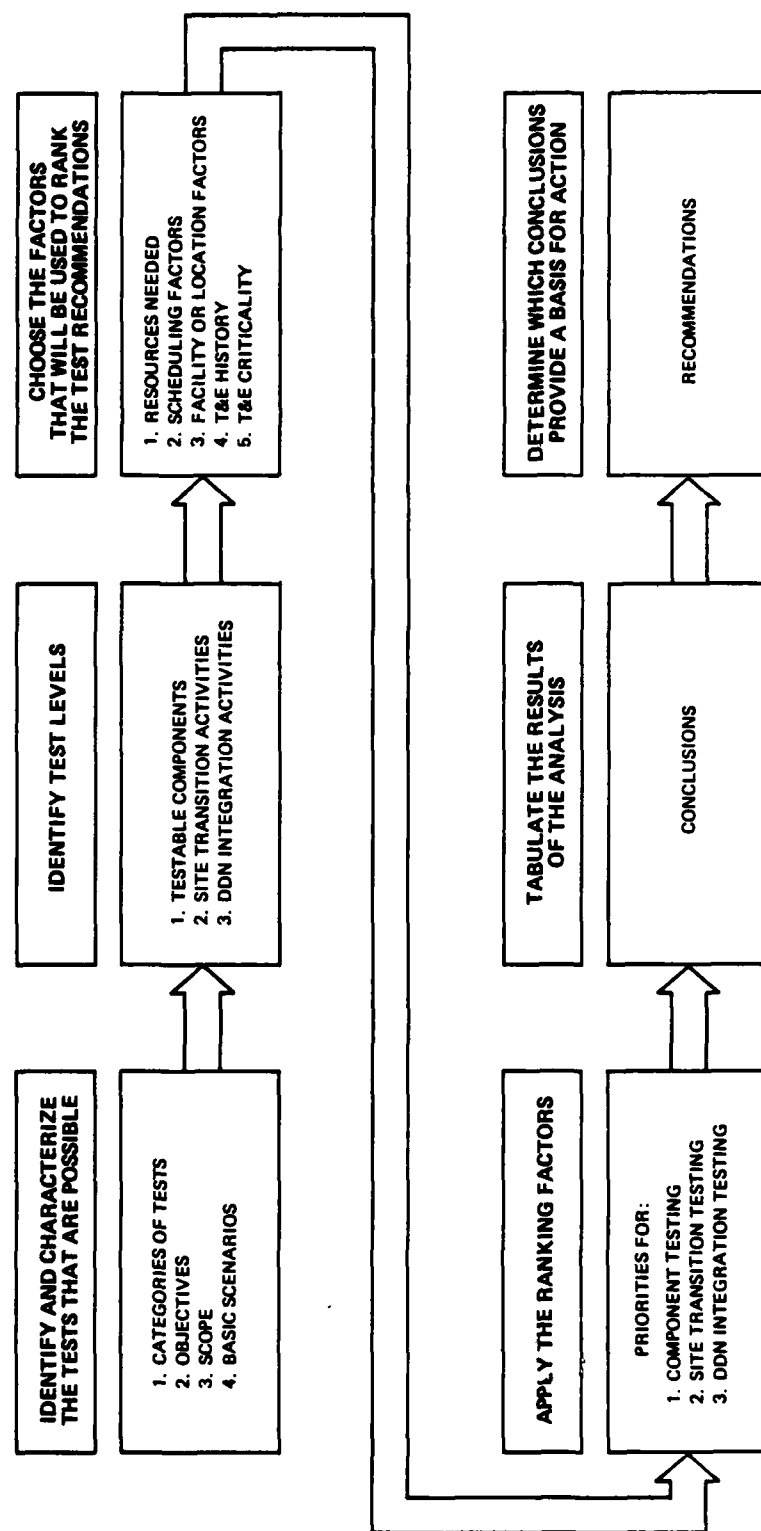 IDENTIFY AND CHARACTERIZE
THE TESTS THAT ARE POSSIBLE
1. CATEGORIES OF TESTS
2. OBJECTIVES
3. SCOPE
4. BASIC SCENARIOS
IDENTIFY TEST LEVELS
1. TESTABLE COMPONENTS
2. SITE TRANSITION ACTIVITIES
3. DDN INTEGRATION ACTIVITIES
CHOOSE THE FACTORS
THAT WILL BE USED TO RANK
THE TEST RECOMMENDATIONS
1. RESOURCES NEEDED
2. SCHEDULING FACTORS
3. FACILITY OR LOCATION FACTORS
4. T&E HISTORY
5. T&E CRITICALITY
APPLY THE RANKING FACTORS
PRIORITIES FOR:
1. COMPONENT TESTING
2. SITE TRANSITION TESTING
3. DDN INTEGRATION TESTING
TABULATE THE RESULTS
OF THE ANALYSIS
CONCLUSIONS
DETERMINE WHICH CONCLUSIONS
PROVIDE A BASIS FOR ACTION
RECOMMENDATIONS